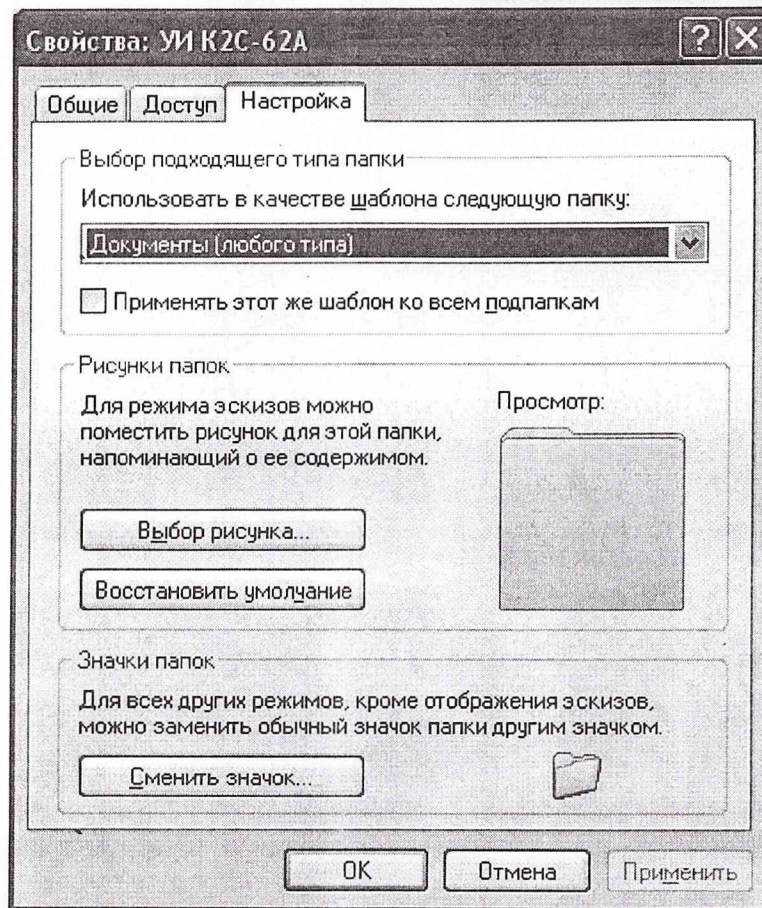 Свойства: УИ К2С-62А
Общие Доступ Настройка
Выбор подходящего типа папки
Использовать в качестве шаблона следующую папку:
Документы (любого типа)
Применять этот же шаблон ко всем подпапкам
Рисунки папок
Для режима эскизов можно
поместить рисунок для этой папки,
напоминающий о ее содержимом.
Просмотр:
Выбор рисунка...
Восстановить умолчание
Значки папок
Для всех других режимов, кроме отображения эскизов,
можно заменить обычный значок папки другим значком.
Сменить значок...
ОК Отмена Применить